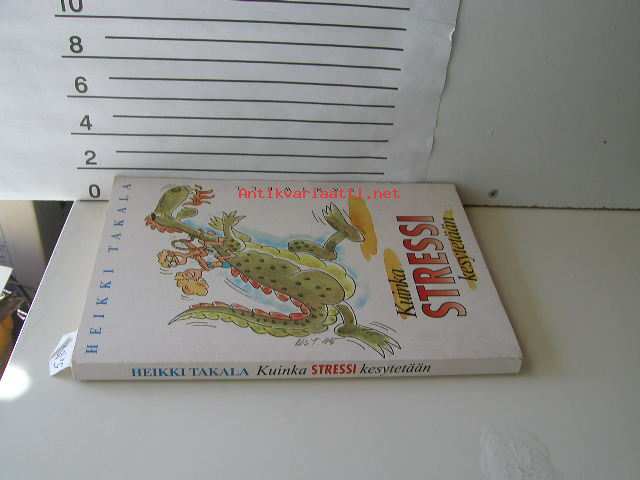 10
8
6
4
2
0
Antikvariaatti.net
HEIKKI TAKALA
Kuinka
STRESSI
kesytetään
HEIKKI TAKALA Kuinka STRESSI kesytetään